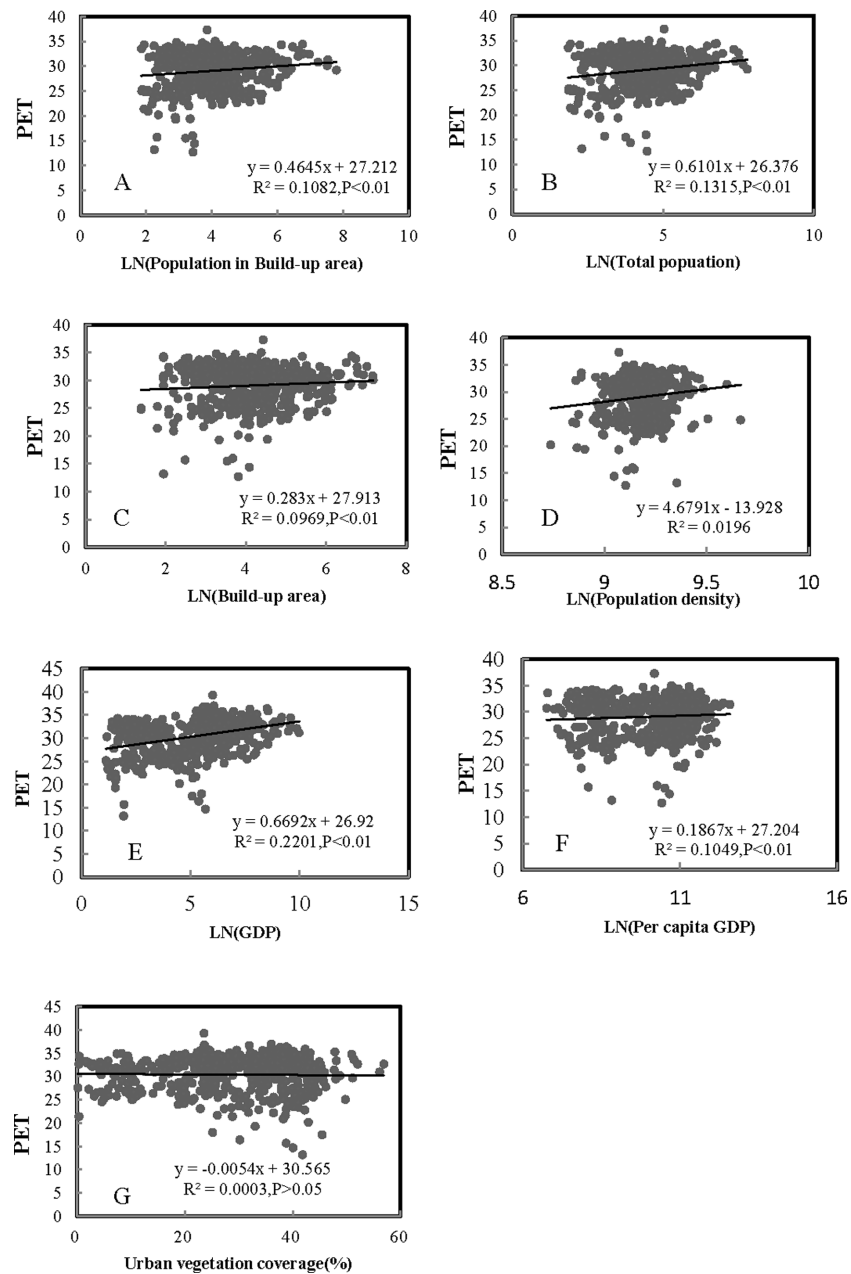 40
35
30
25
20
15
10
5
0
PET
A
y = 0.4645x + 27.212
R² = 0.1082,P<0.01
0 2 4 6 8 10
LN(Population in Build-up area)
40
35
30
25
20
15
10
5
0
PET
B
y = 0.6101x + 26.376
R² = 0.1315,P<0.01
0 5 10
LN(Total popuation)
40
35
30
25
20
15
10
5
0
PET
C
y = 0.283x + 27.913
R² = 0.0969,P<0.01
0 2 4 6 8
LN(Build-up area)
40
35
30
25
20
15
10
5
0
PET
D
y = 4.6791x - 13.928
R² = 0.0196
8.5 9 9.5 10
LN(Population density)
45
40
35
30
25
20
15
10
5
0
PET
E
y = 0.6692x + 26.92
R² = 0.2201,P<0.01
0 5 10 15
LN(GDP)
40
35
30
25
20
15
10
5
0
PET
F
y = 0.1867x + 27.204
R² = 0.1049,P<0.01
6 11 16
LN(Per capita GDP)
45
40
35
30
25
20
15
10
5
0
PET
G
y = -0.0054x + 30.565
R² = 0.0003,P>0.05
0 20 40 60
Urban vegetation coverage(%)